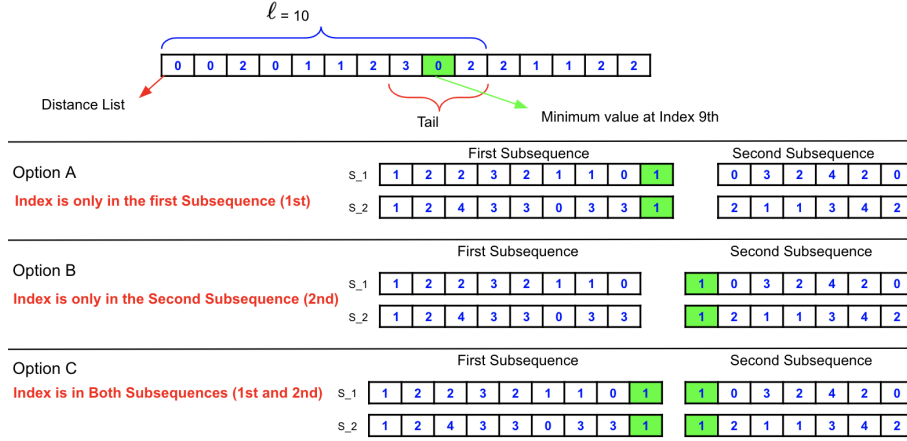 ℓ = 10
0 0 2 0 1 1 2 3 0 2 2 1 1 2 2
Distance List
Tail
Minimum value at Index 9th
First Subsequence Second Subsequence
Option A
S_1 1 2 2 3 2 1 1 0 1 0 3 2 4 2 0
Index is only in the first Subsequence (1st)
S_2 1 2 4 3 3 0 3 3 1 2 1 1 3 4 2
First Subsequence Second Subsequence
Option B
S_1 1 2 2 3 2 1 1 0 1 0 3 2 4 2 0
Index is only in the Second Subsequence (2nd)
S_2 1 2 4 3 3 0 3 3 1 2 1 1 3 4 2
First Subsequence Second Subsequence
Option C
Index is in Both Subsequences (1st and 2nd)
S_1 1 2 2 3 2 1 1 0 1 1 0 3 2 4 2 0
S_2 1 2 4 3 3 0 3 3 1 1 2 1 1 3 4 2